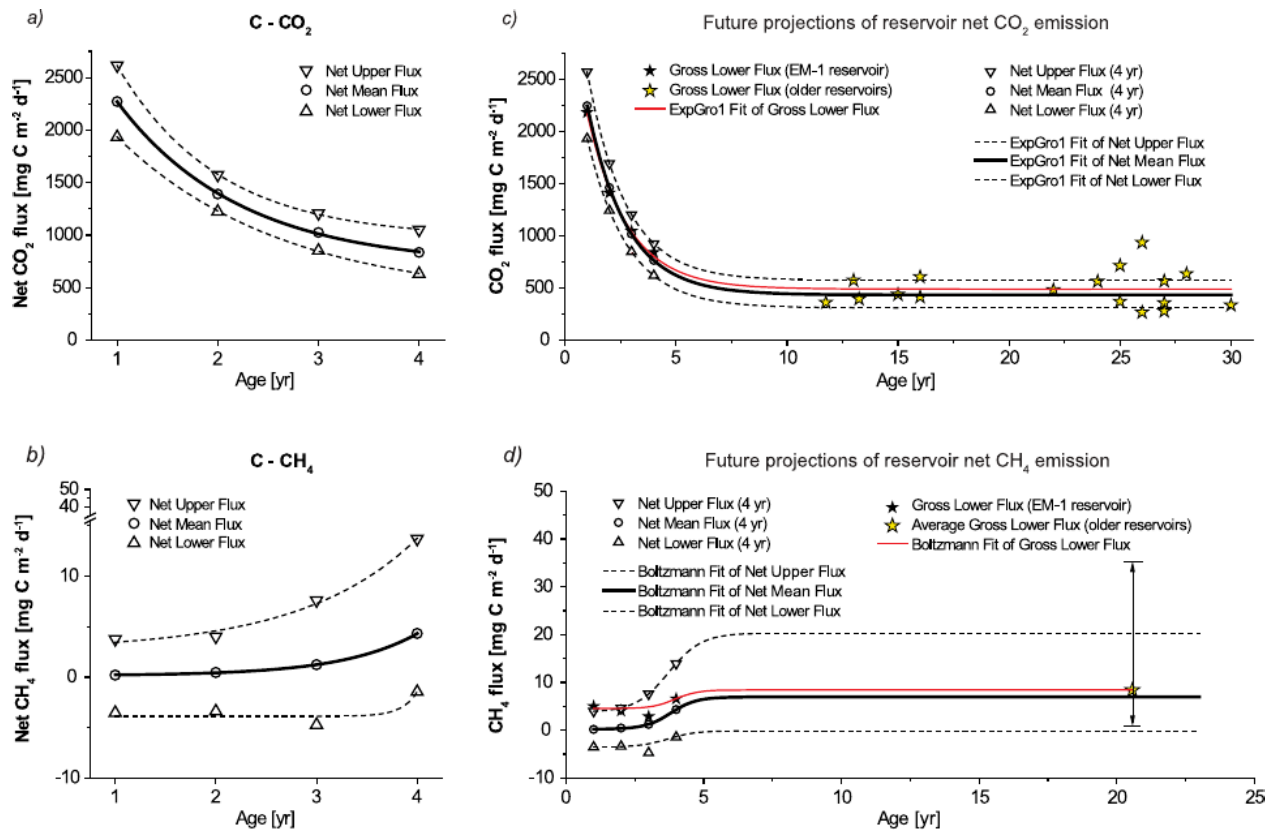 a)
C - CO₂
Net CO₂ flux [mg C m⁻² d⁻¹]
2500
2000
1500
1000
500
0
Net Upper Flux
Net Mean Flux
Net Lower Flux
1 2 3 4
Age [yr]
c)
Future projections of reservoir net CO₂ emission
CO₂ flux [mg C m⁻² d⁻¹]
2500
2000
1500
1000
500
0
Gross Lower Flux (EM-1 reservoir)
Gross Lower Flux (older reservoirs)
ExpGro1 Fit of Gross Lower Flux
Net Upper Flux (4 yr)
Net Mean Flux (4 yr)
Net Lower Flux (4 yr)
ExpGro1 Fit of Net Upper Flux
ExpGro1 Fit of Net Mean Flux
ExpGro1 Fit of Net Lower Flux
0 5 10 15 20 25 30
Age [yr]
b)
C - CH₄
Net CH₄ flux [mg C m⁻² d⁻¹]
50
40
10
0
-10
Net Upper Flux
Net Mean Flux
Net Lower Flux
1 2 3 4
Age [yr]
d)
Future projections of reservoir net CH₄ emission
CH₄ flux [mg C m⁻² d⁻¹]
50
40
30
20
10
0
-10
Net Upper Flux (4 yr)
Net Mean Flux (4 yr)
Net Lower Flux (4 yr)
Boltzmann Fit of Net Upper Flux
Boltzmann Fit of Net Mean Flux
Boltzmann Fit of Net Lower Flux
Gross Lower Flux (EM-1 reservoir)
Average Gross Lower Flux (older reservoirs)
Boltzmann Fit of Gross Lower Flux
0 5 10 15 20 25
Age [yr]